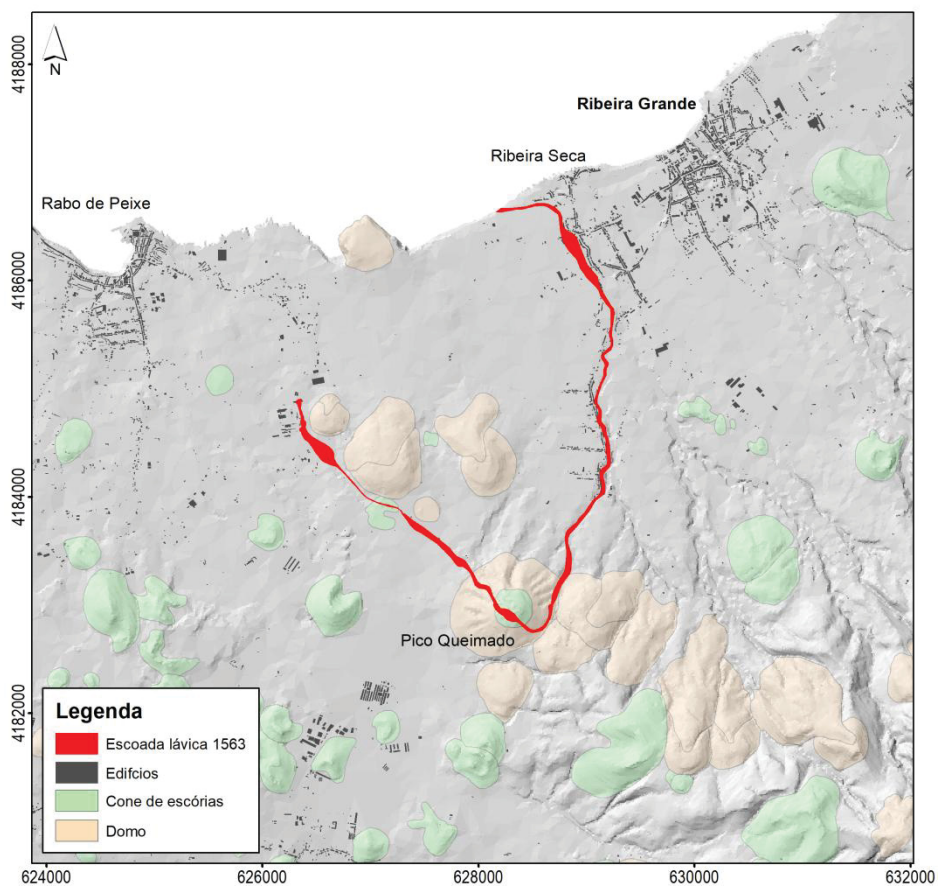 N
Ribeira Grande
Ribeira Seca
Rabo de Peixe
Pico Queimado
Legenda
Escoada lávica 1563
Edifcios
Cone de escórias
Domo
4188000
4186000
4184000
4182000
624000
626000
628000
630000
632000